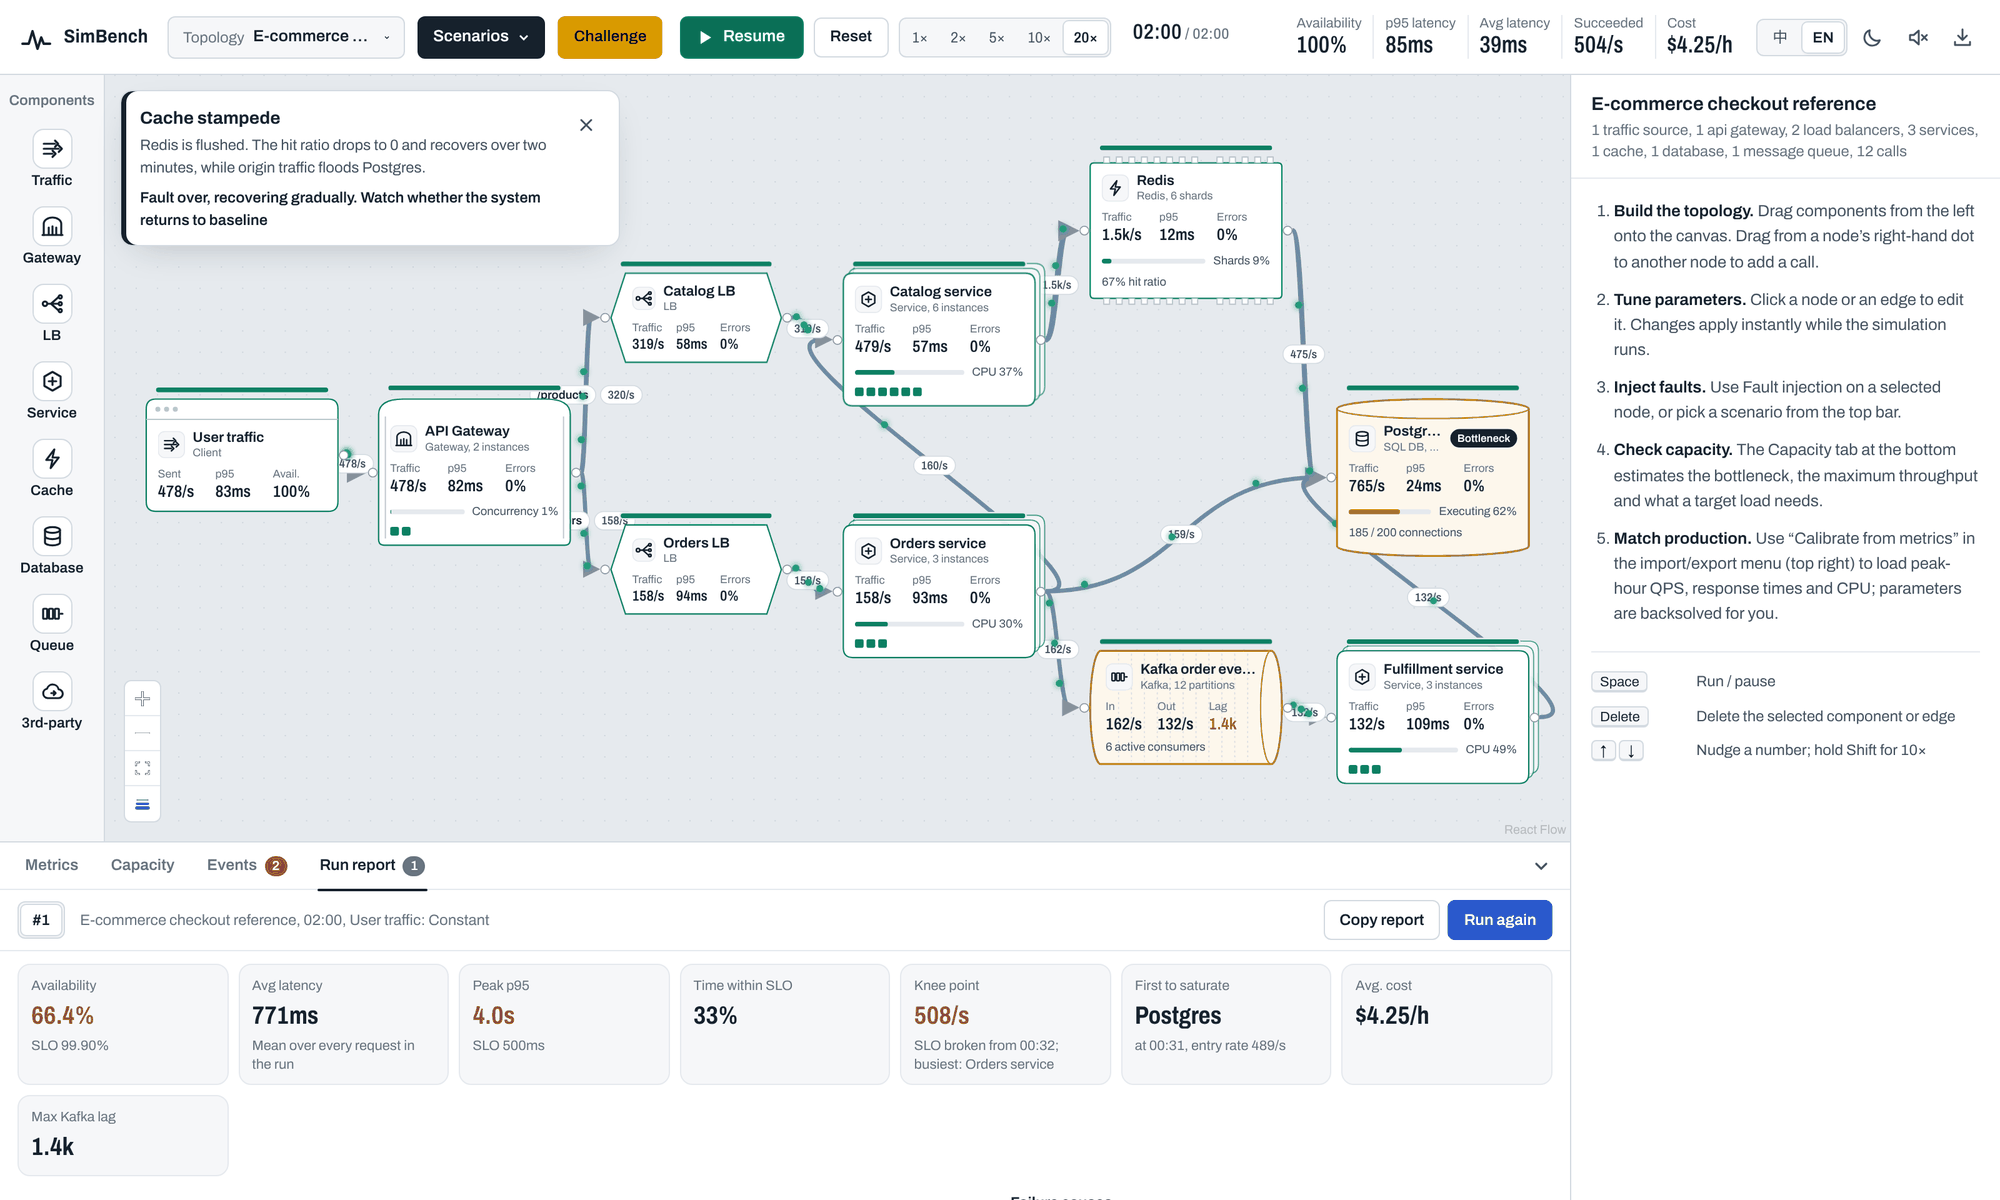 SimBench
Topology E-commerce ...
Scenarios
Challenge
Resume
Reset
1× 2× 5× 10× 20×
02:00 / 02:00
Availability
100%
p95 latency
85ms
Avg latency
39ms
Succeeded
504/s
Cost
$4.25/h
中 EN
Components
Traffic
Gateway
LB
Service
Cache
Database
Queue
3rd-party
Cache stampede
Redis is flushed. The hit ratio drops to 0 and recovers over two
minutes, while origin traffic floods Postgres.
Fault over, recovering gradually. Watch whether the system
returns to baseline
User traffic
Client
Sent p95 Avail.
478/s 83ms 100%
478/s
API Gateway
Gateway, 2 instances
Traffic p95 Errors
478/s 82ms 0%
Concurrency 1%
/products 320/s
rs 158/s
Catalog LB
LB
Traffic p95 Errors
319/s 58ms 0%
319/s
Orders LB
LB
Traffic p95 Errors
158/s 94ms 0%
158/s
Catalog service
Service, 6 instances
Traffic p95 Errors
479/s 57ms 0%
CPU 37%
1.5k/s
160/s
Orders service
Service, 3 instances
Traffic p95 Errors
158/s 93ms 0%
CPU 30%
159/s
162/s
Redis
Redis, 6 shards
Traffic p95 Errors
1.5k/s 12ms 0%
Shards 9%
67% hit ratio
475/s
Postgr... Bottleneck
SQL DB, ...
Traffic p95 Errors
765/s 24ms 0%
Executing 62%
185 / 200 connections
132/s
Kafka order eve...
Kafka, 12 partitions
In Out Lag
162/s 132/s 1.4k
6 active consumers
132/s
Fulfillment service
Service, 3 instances
Traffic p95 Errors
132/s 109ms 0%
CPU 49%
React Flow
E-commerce checkout reference
1 traffic source, 1 api gateway, 2 load balancers, 3 services,
1 cache, 1 database, 1 message queue, 12 calls
1. Build the topology. Drag components from the left
onto the canvas. Drag from a node's right-hand dot
to another node to add a call.
2. Tune parameters. Click a node or an edge to edit
it. Changes apply instantly while the simulation
runs.
3. Inject faults. Use Fault injection on a selected
node, or pick a scenario from the top bar.
4. Check capacity. The Capacity tab at the bottom
estimates the bottleneck, the maximum throughput
and what a target load needs.
5. Match production. Use “Calibrate from metrics” in
the import/export menu (top right) to load peak-
hour QPS, response times and CPU; parameters
are backsolved for you.
Space Run / pause
Delete Delete the selected component or edge
↑ ↓ Nudge a number; hold Shift for 10×
Metrics Capacity Events 2 Run report 1
#1 E-commerce checkout reference, 02:00, User traffic: Constant
Copy report Run again
Availability
66.4%
SLO 99.90%
Avg latency
771ms
Mean over every request in
the run
Peak p95
4.0s
SLO 500ms
Time within SLO
33%
Knee point
508/s
SLO broken from 00:32;
busiest: Orders service
First to saturate
Postgres
at 00:31, entry rate 489/s
Avg. cost
$4.25/h
Max Kafka lag
1.4k